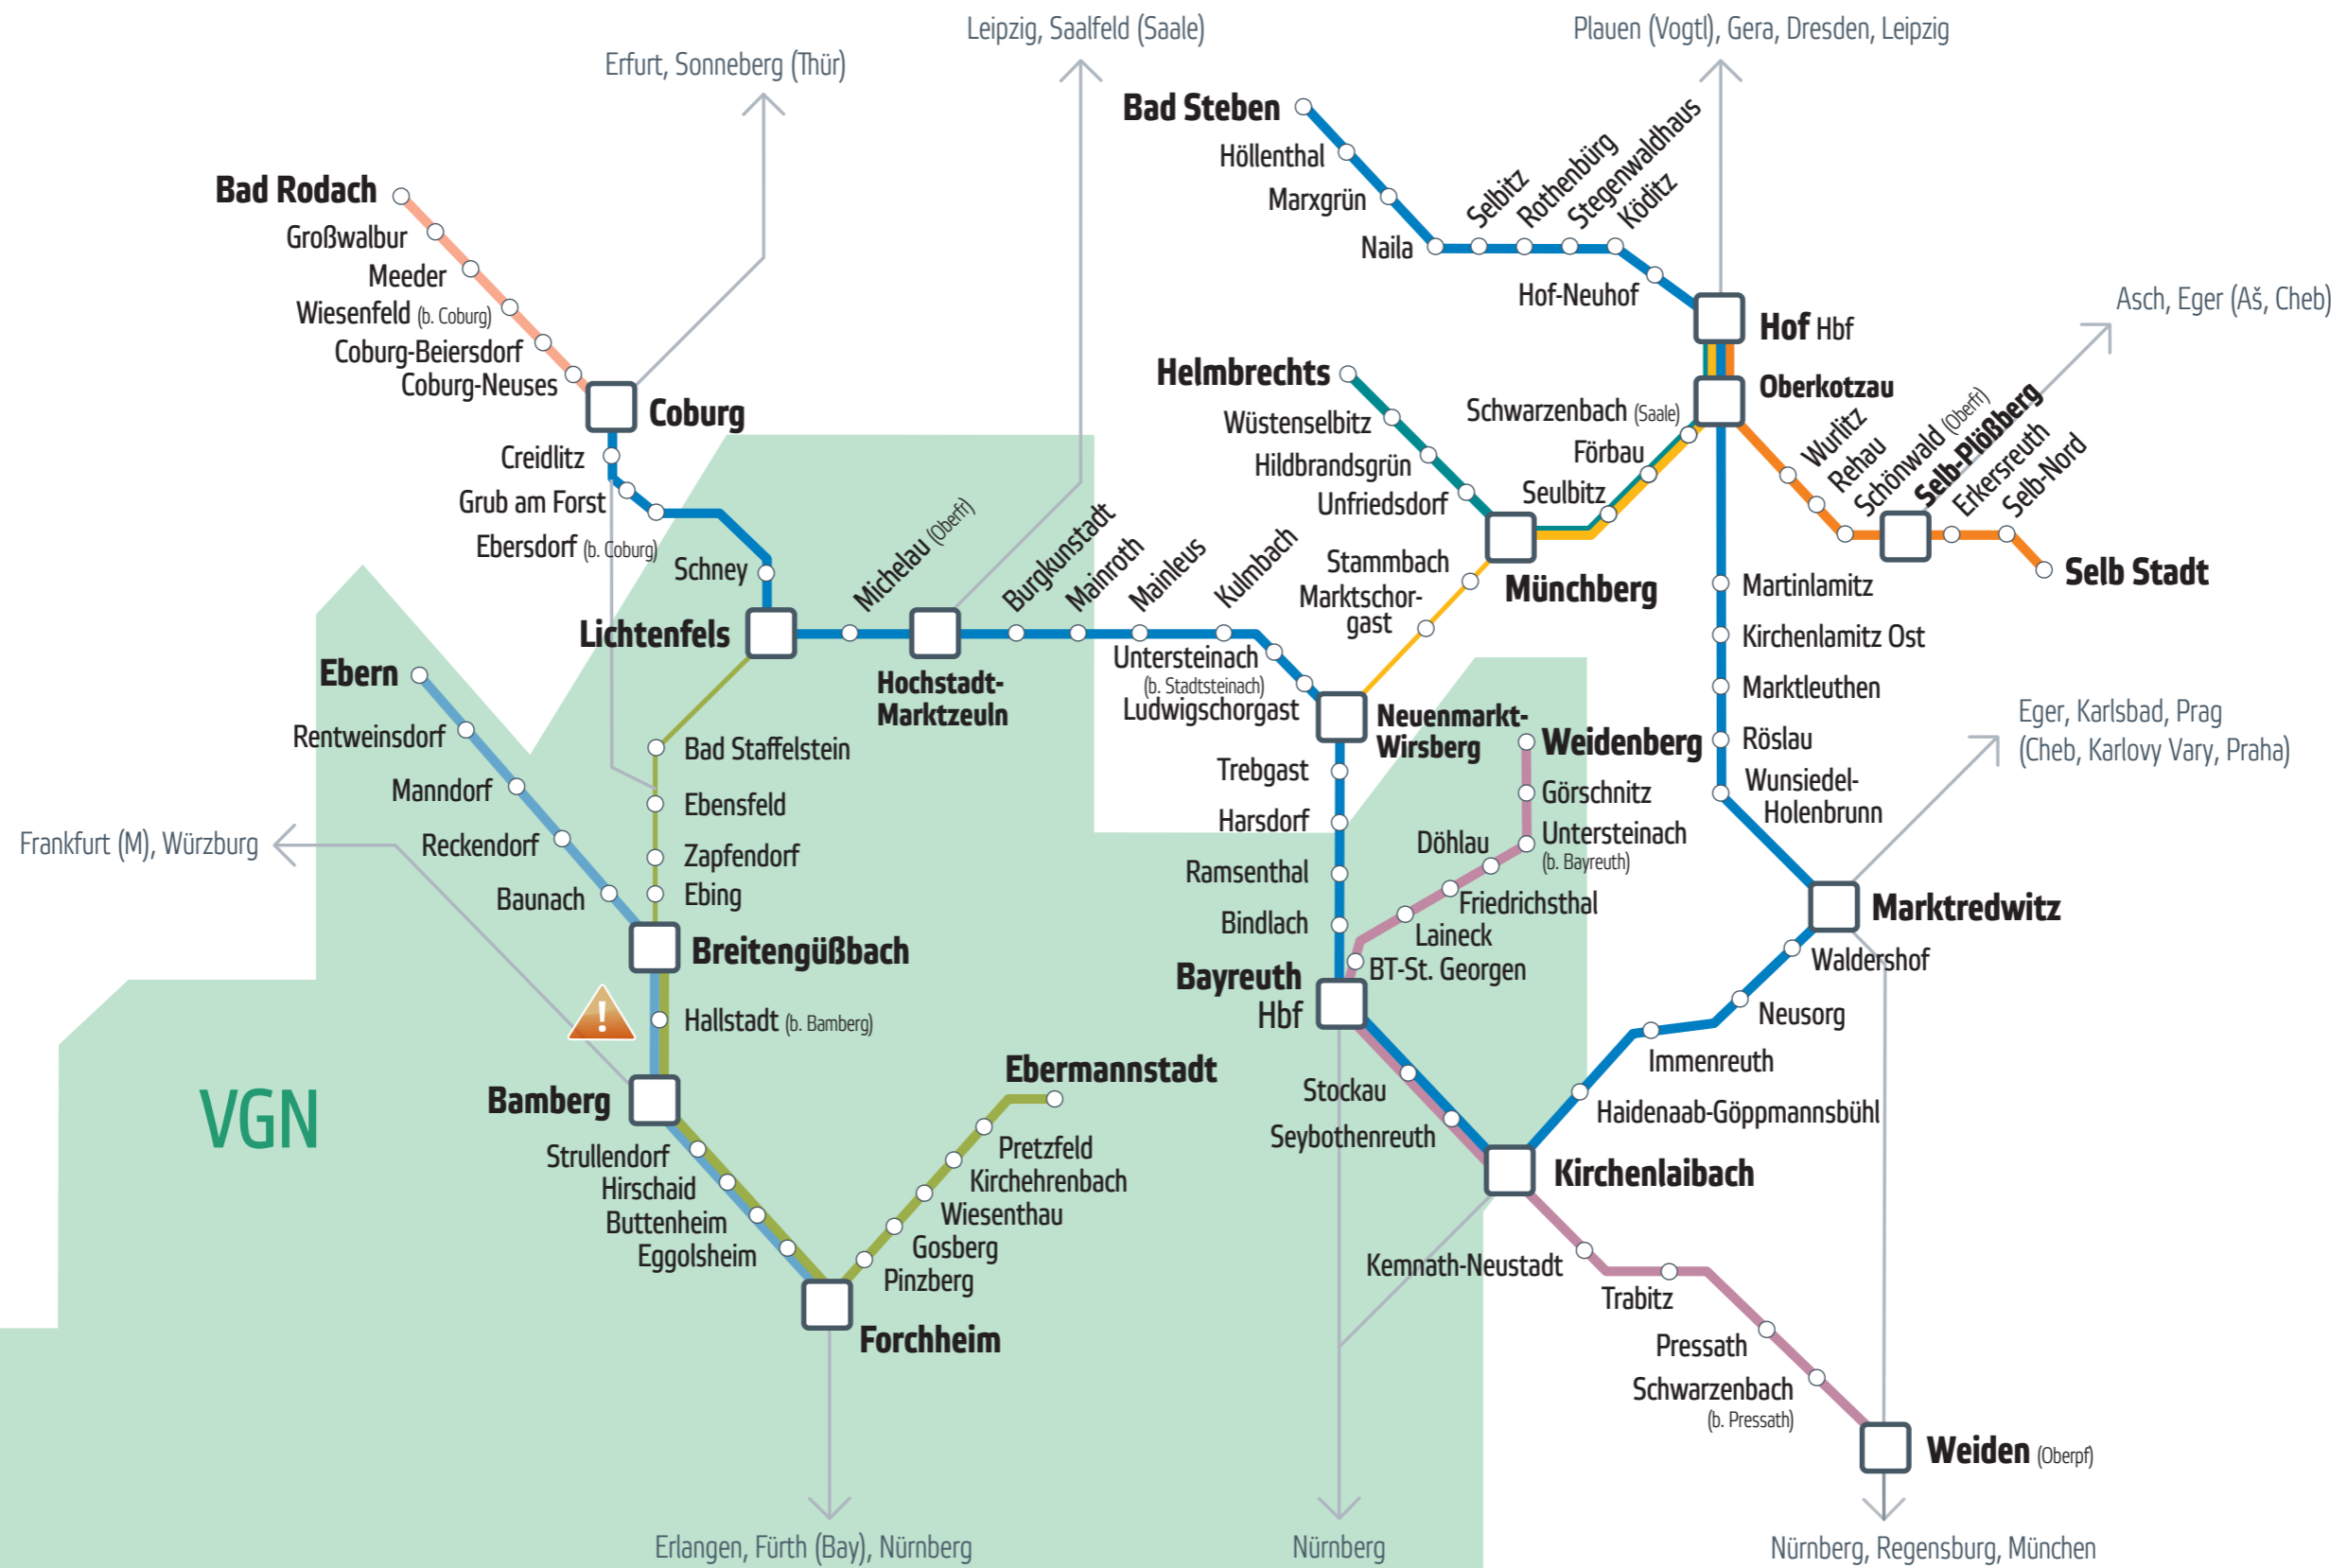 Leipzig, Saalfeld (Saale)
Plauen (Vogtl), Gera, Dresden, Leipzig
Erfurt, Sonneberg (Thür)
Bad Steben
Höllenthal
Marxgrün
Naila
Selbitz
Rothenbürg
Stegenwaldhaus
Köditz
Hof-Neuhof
Hof Hbf
Oberkotzau
Bad Rodach
Großwalbur
Meeder
Wiesenfeld (b. Coburg)
Coburg-Beiersdorf
Coburg-Neuses
Coburg
Creidlitz
Grub am Forst
Ebersdorf (b. Coburg)
Schney
Lichtenfels
Michelau (Oberfr)
Hochstadt-
Marktzeuln
Burgkunstadt
Mainroth
Mainleus
Kulmbach
Untersteinach
(b. Stadtsteinach)
Ludwigschorgast
Neuenmarkt-
Wirsberg
Helmbrechts
Wüstenselbitz
Hildbrandsgrün
Unfriedsdorf
Münchberg
Schwarzenbach (Saale)
Förbau
Seulbitz
Stammbach
Marktschor-
gast
Asch, Eger (Aš, Cheb)
Wurlitz
Rehau
Schönwald (Oberfr)
Selb-Plößberg
Erkersreuth
Selb-Nord
Selb Stadt
Martinlamitz
Kirchenlamitz Ost
Marktleuthen
Röslau
Wunsiedel-
Holenbrunn
Eger, Karlsbad, Prag
(Cheb, Karlovy Vary, Praha)
Marktredwitz
Waldershof
Neusorg
Immenreuth
Haidenaab-Göppmannsbühl
Kirchenlaibach
Trebgast
Harsdorf
Ramsenthal
Bindlach
Bayreuth
Hbf
Weidenberg
Görschnitz
Untersteinach
(b. Bayreuth)
Döhlau
Friedrichsthal
Laineck
BT-St. Georgen
Stockau
Seybothenreuth
Kemnath-Neustadt
Trabitz
Pressath
Schwarzenbach
(b. Pressath)
Weiden (Oberpf)
Ebern
Rentweinsdorf
Manndorf
Reckendorf
Baunach
Bad Staffelstein
Ebensfeld
Zapfendorf
Ebing
Breitengüßbach
Frankfurt (M), Würzburg
!
Hallstadt (b. Bamberg)
VGN
Bamberg
Strullendorf
Hirschaid
Buttenheim
Eggolsheim
Ebermannstadt
Pretzfeld
Kirchehrenbach
Wiesenthau
Gosberg
Pinzberg
Forchheim
Erlangen, Fürth (Bay), Nürnberg
Nürnberg
Nürnberg, Regensburg, München